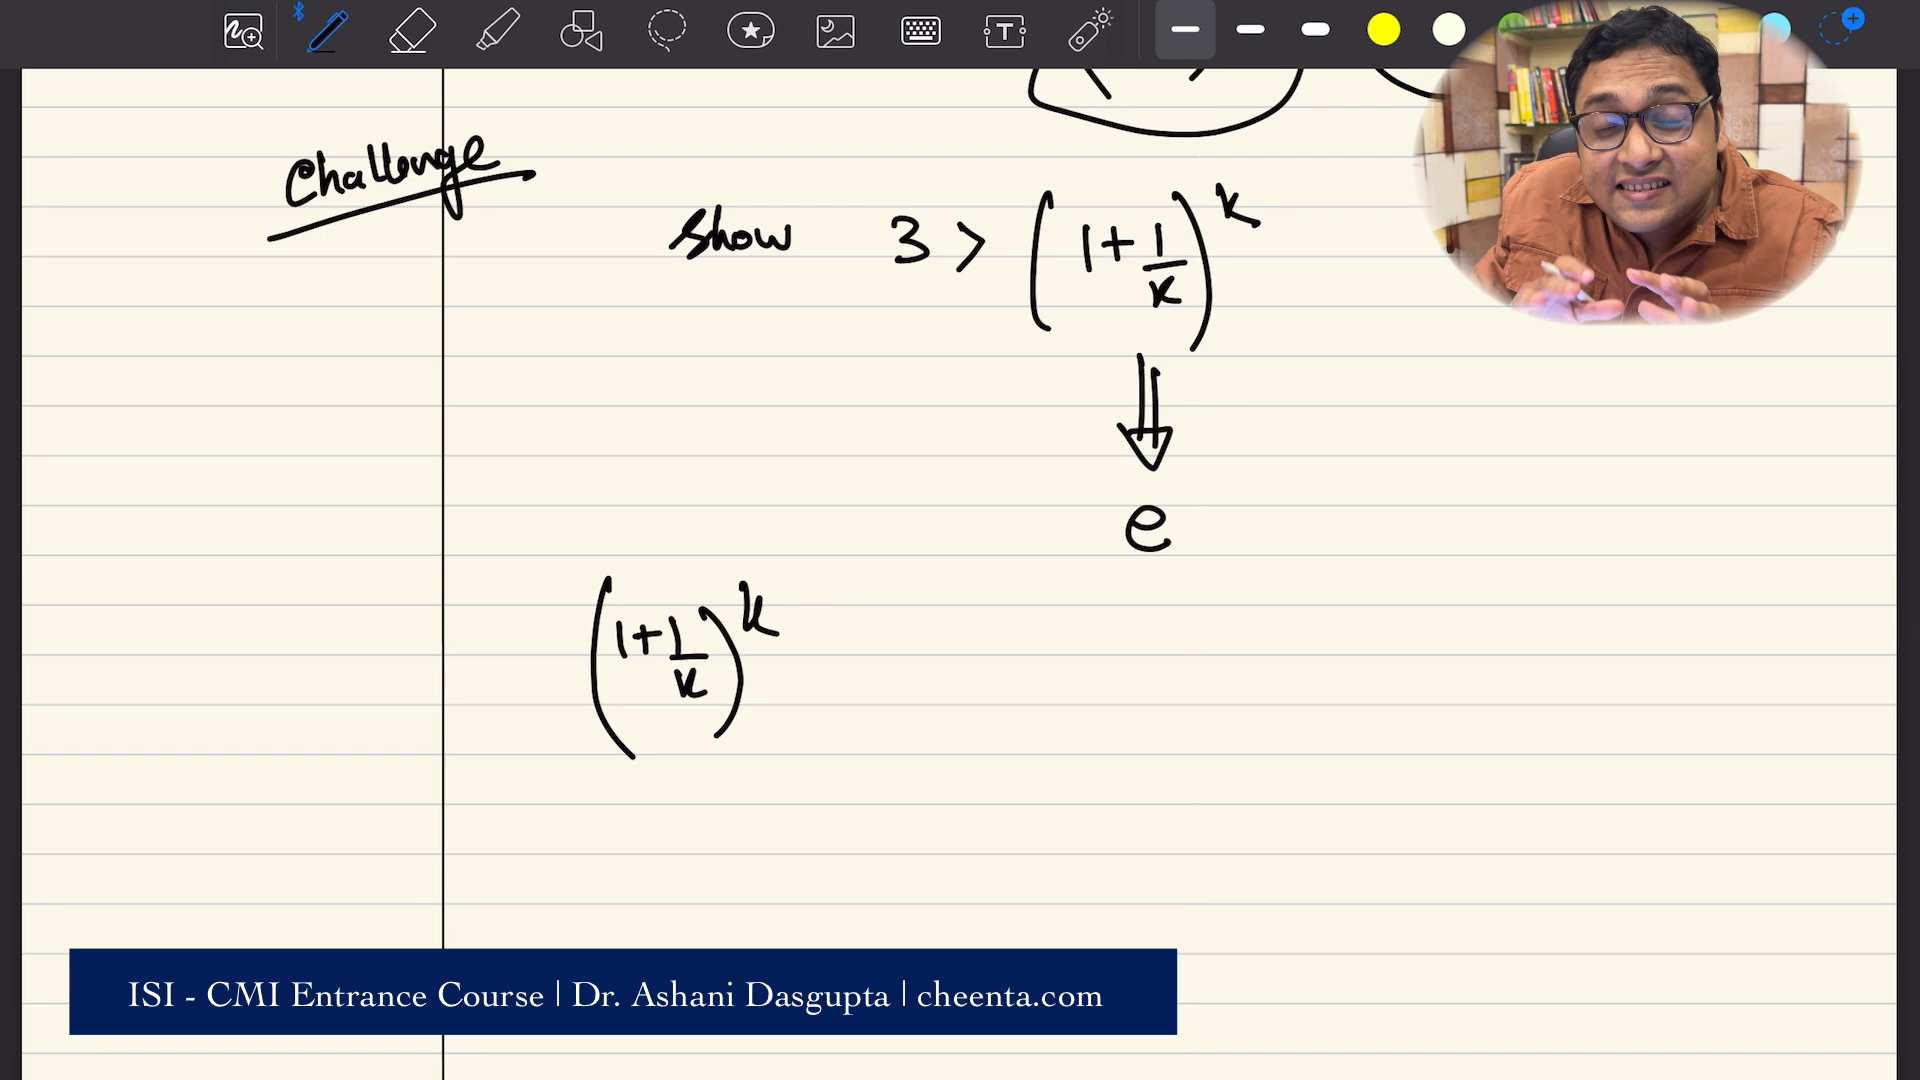 Challenge
Show 3 > (1 + 1/k)^k
⇓
e
(1 + 1/k)^k
ISI - CMI Entrance Course | Dr. Ashani Dasgupta | cheenta.com